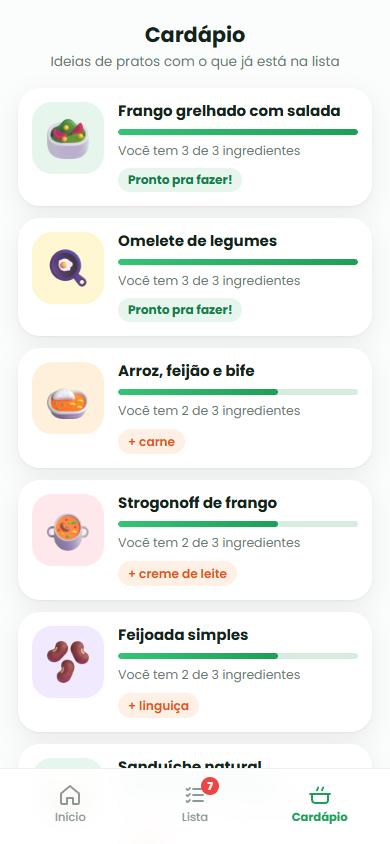 Cardápio
Ideias de pratos com o que já está na lista
Frango grelhado com salada
Você tem 3 de 3 ingredientes
Pronto pra fazer!
Omelete de legumes
Você tem 3 de 3 ingredientes
Pronto pra fazer!
Arroz, feijão e bife
Você tem 2 de 3 ingredientes
+ carne
Strogonoff de frango
Você tem 2 de 3 ingredientes
+ creme de leite
Feijoada simples
Você tem 2 de 3 ingredientes
+ linguiça
Sanduíche natural
7
Início
Lista
Cardápio